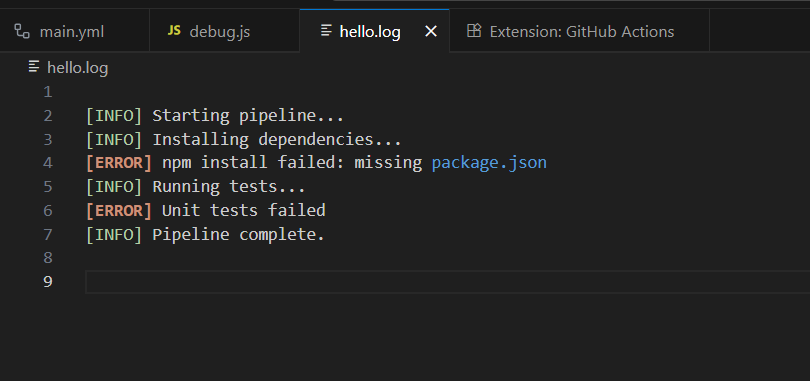 main.yml
JS debug.js
hello.log
Extension: GitHub Actions
hello.log
1
2 [INFO] Starting pipeline...
3 [INFO] Installing dependencies...
4 [ERROR] npm install failed: missing package.json
5 [INFO] Running tests...
6 [ERROR] Unit tests failed
7 [INFO] Pipeline complete.
8
9